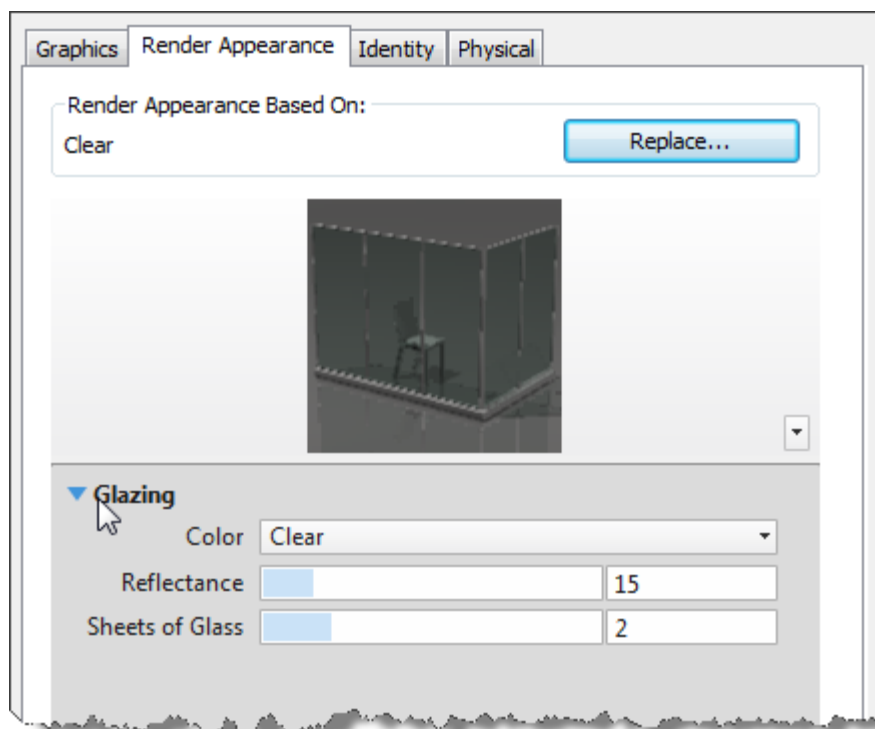 Graphics Render Appearance Identity Physical
Render Appearance Based On:
Clear Replace...
Glazing
Color Clear
Reflectance 15
Sheets of Glass 2